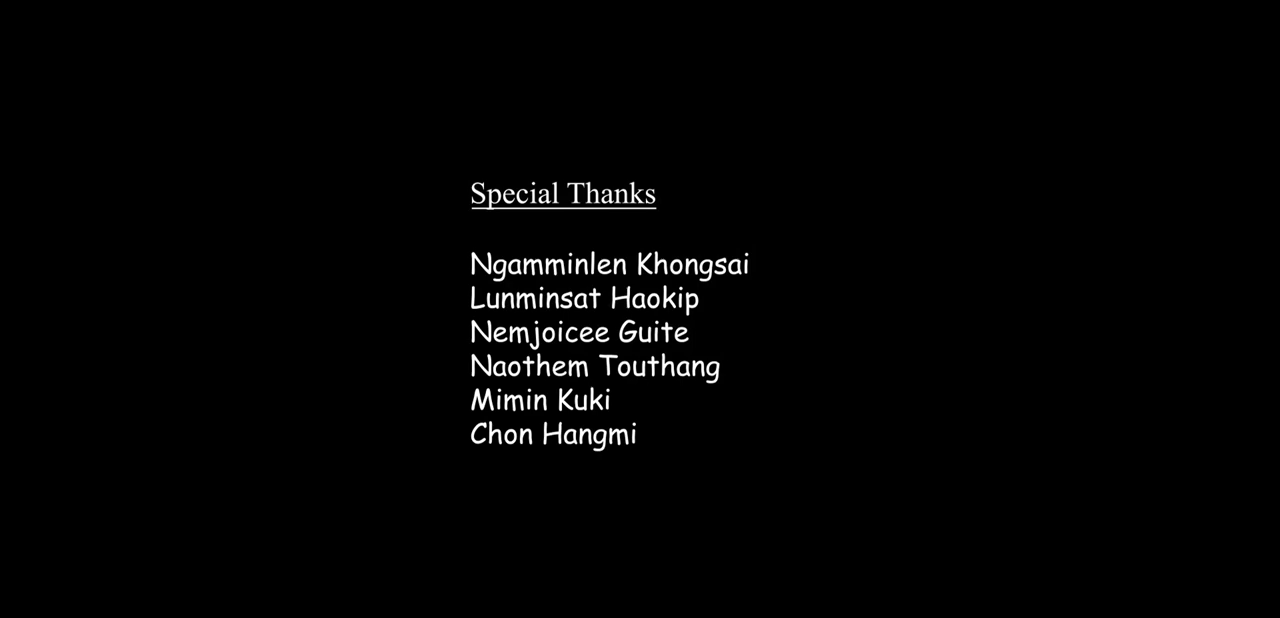 Special Thanks
Ngamminlen Khongsai
Lunminsat Haokip
Nemjoicee Guite
Naothem Touthang
Mimin Kuki
Chon Hangmi